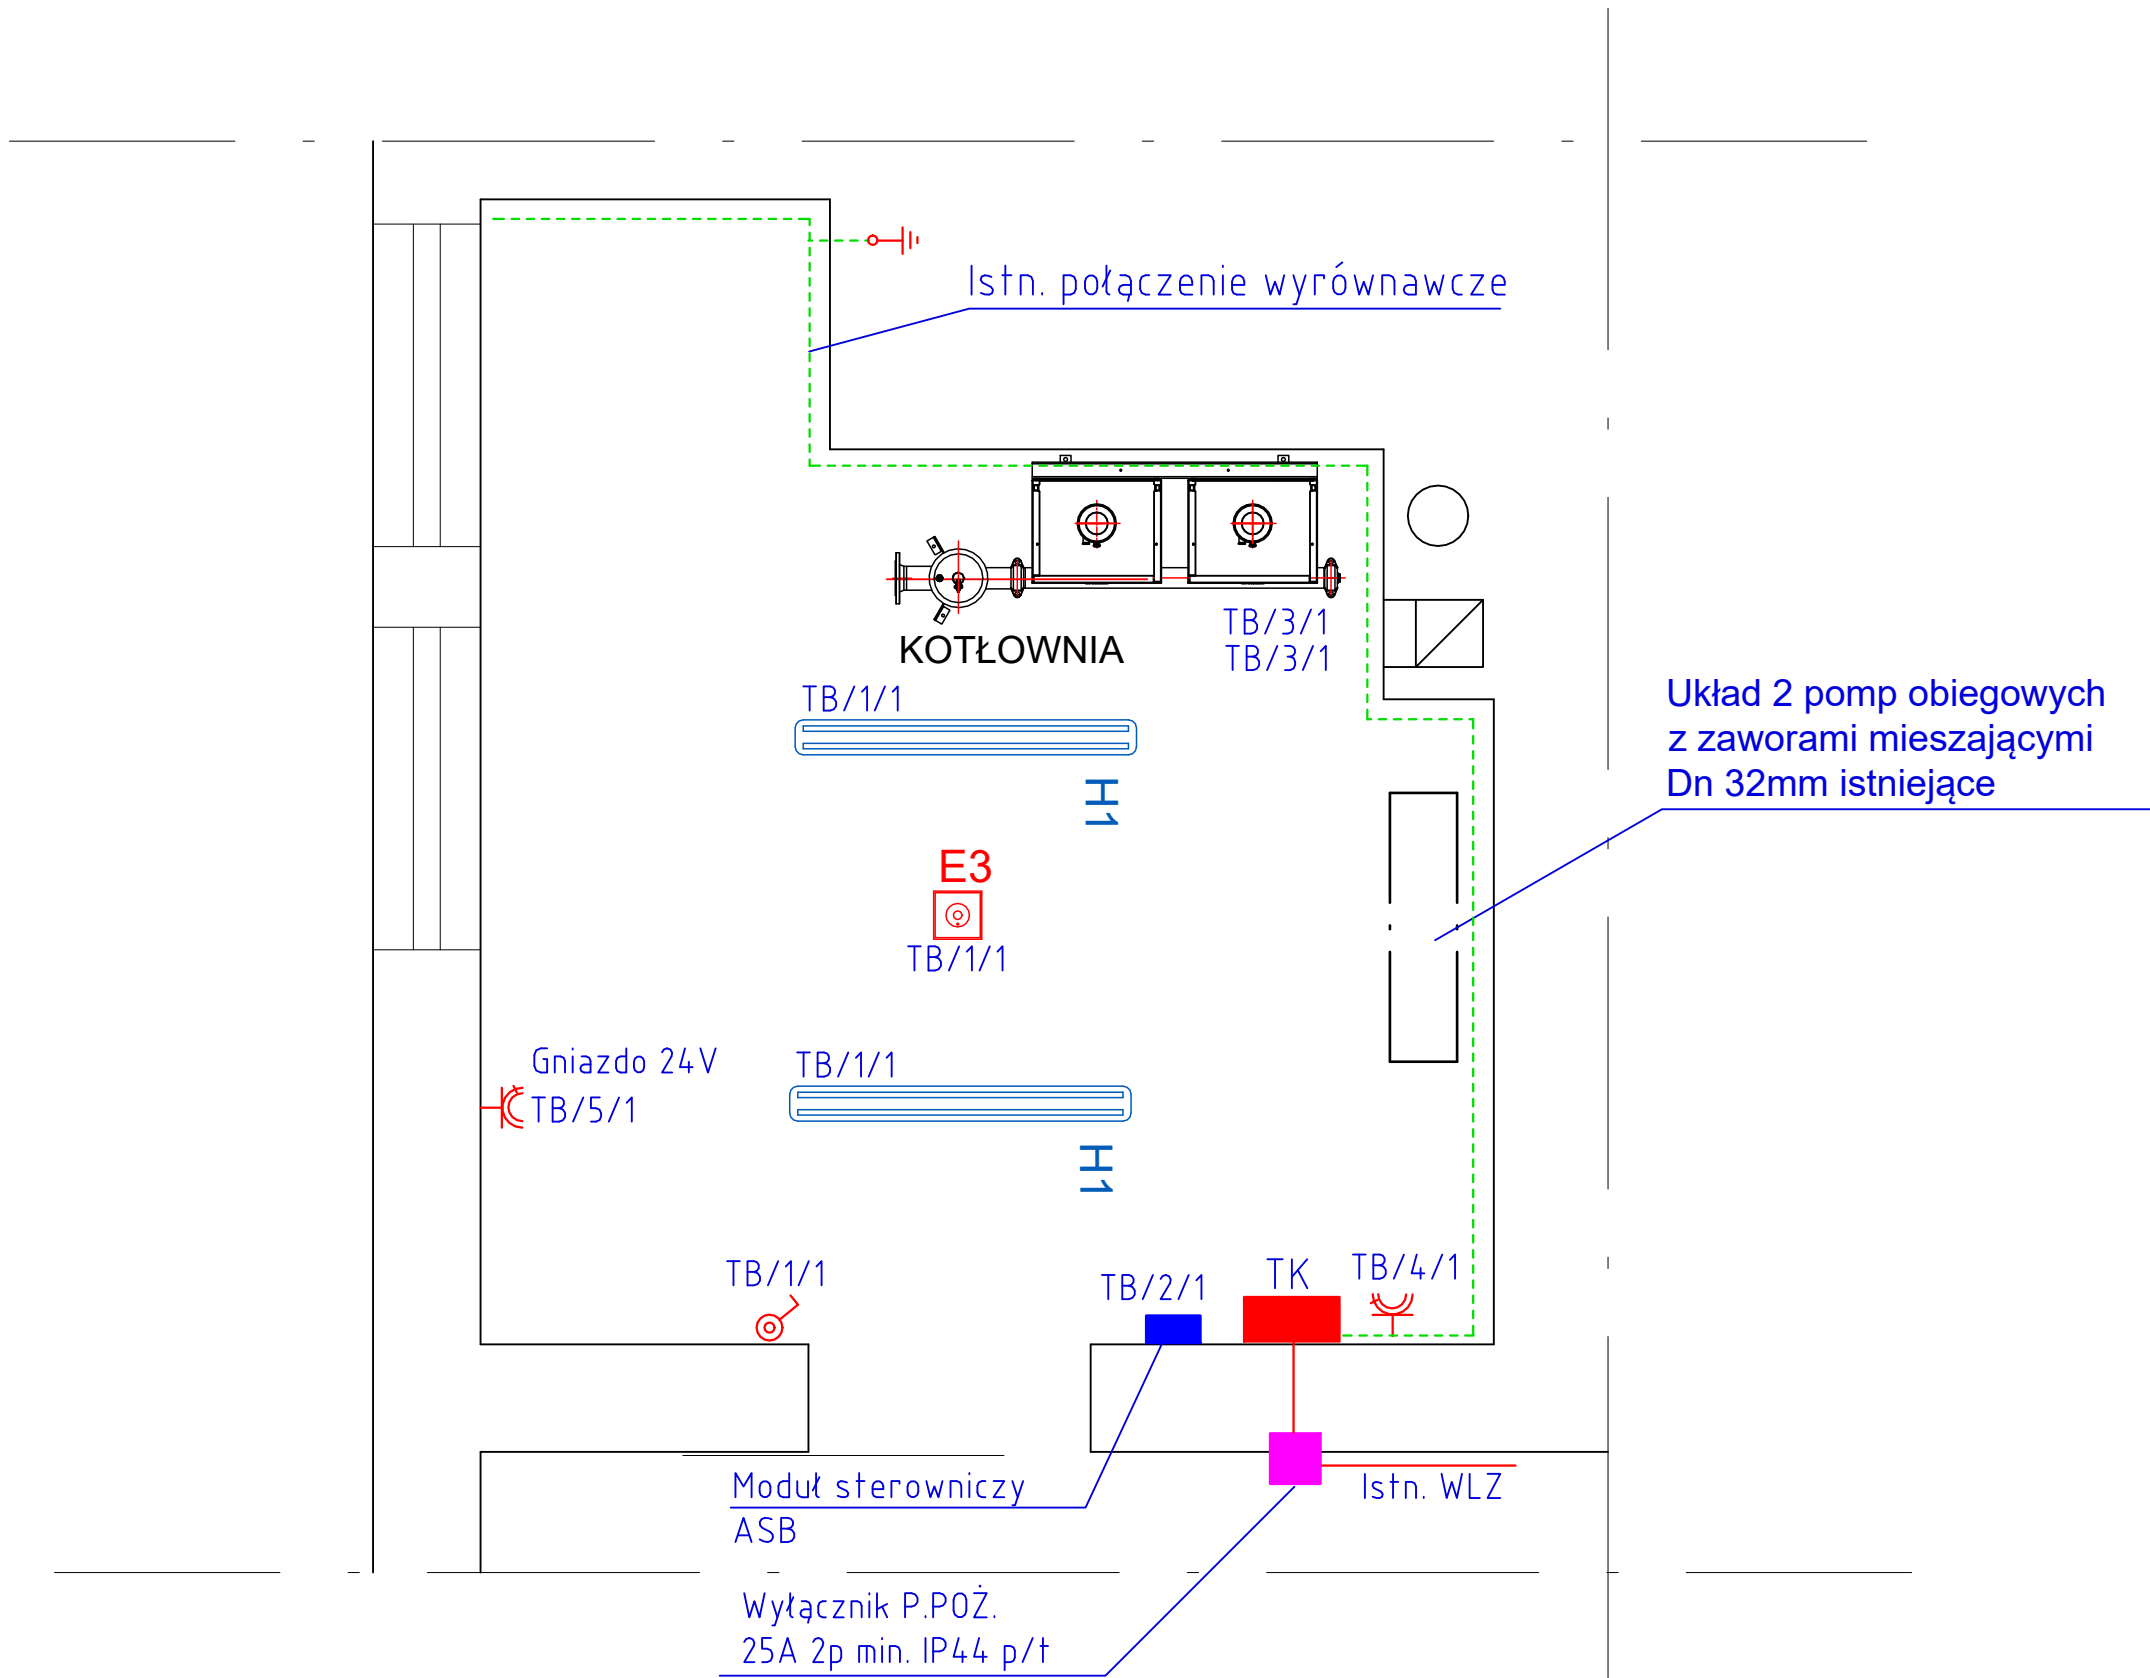 Istn. połączenie wyrównawcze
TB/3/1
TB/3/1
KOTŁOWNIA
TB/1/1
H1
Układ 2 pomp obiegowych
z zaworami mieszającymi
Dn 32mm istniejące
E3
TB/1/1
Gniazdo 24V
TB/5/1
TB/1/1
H1
TB/1/1
TB/2/1
TK
TB/4/1
Moduł sterowniczy
ASB
Istn. WLZ
Wyłącznik P.POŻ.
25A 2p min. IP44 p/t